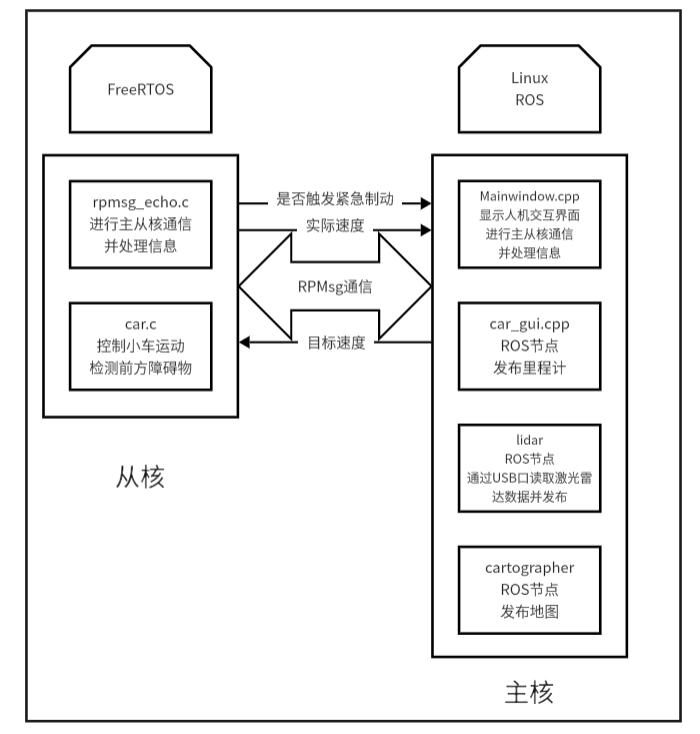 FreeRTOS
rpmsg_echo.c
进行主从核通信
并处理信息
car.c
控制小车运动
检测前方障碍物
从核
是否触发紧急制动
实际速度
RPMsg通信
目标速度
Linux
ROS
Mainwindow.cpp
显示人机交互界面
进行主从核通信
并处理信息
car_gui.cpp
ROS节点
发布里程计
lidar
ROS节点
通过USB口读取激光雷
达数据并发布
cartographer
ROS节点
发布地图
主核